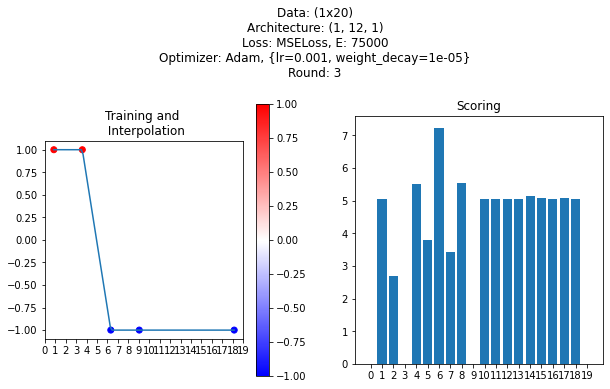 Data: (1x20)
Architecture: (1, 12, 1)
Loss: MSELoss, E: 75000
Optimizer: Adam, {lr=0.001, weight_decay=1e-05}
Round: 3
Training and
Interpolation
1.00
0.75
0.50
0.25
0.00
−0.25
−0.50
−0.75
−1.00
0 1 2 3 4 5 6 7 8 9 10 11 12 13 14 15 16 17 18 19
1.00
0.75
0.50
0.25
0.00
−0.25
−0.50
−0.75
−1.00
Scoring
7
6
5
4
3
2
1
0
0 1 2 3 4 5 6 7 8 9 10 11 12 13 14 15 16 17 18 19